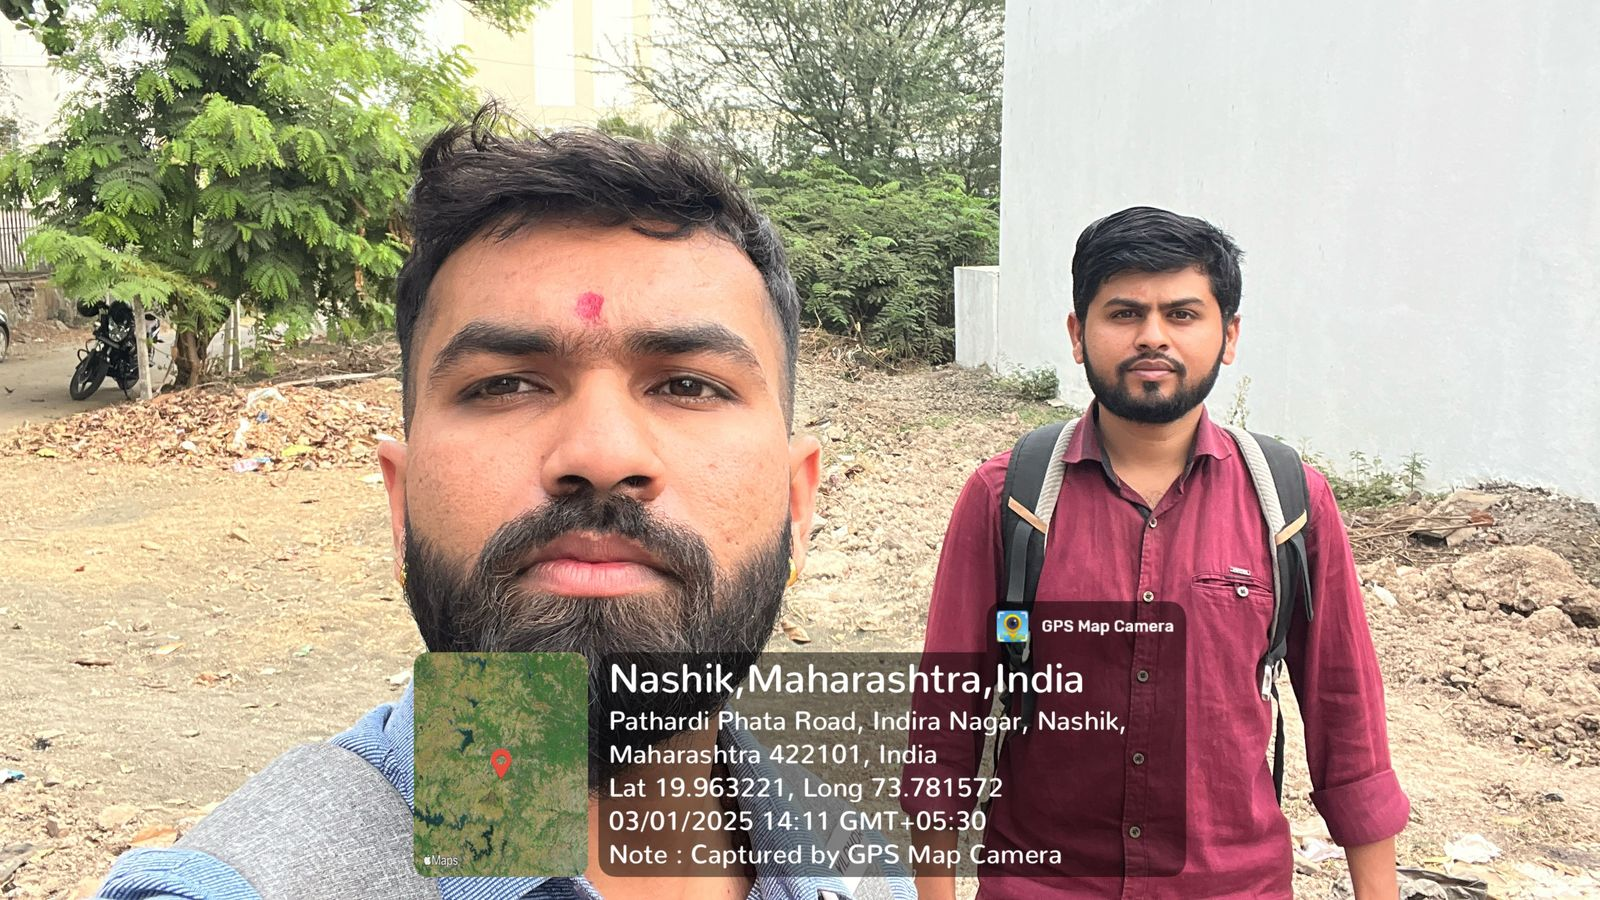 GPS Map Camera
Nashik,Maharashtra,India
Pathardi Phata Road, Indira Nagar, Nashik,
Maharashtra 422101, India
Lat 19.963221, Long 73.781572
03/01/2025 14:11 GMT+05:30
Note : Captured by GPS Map Camera
Maps